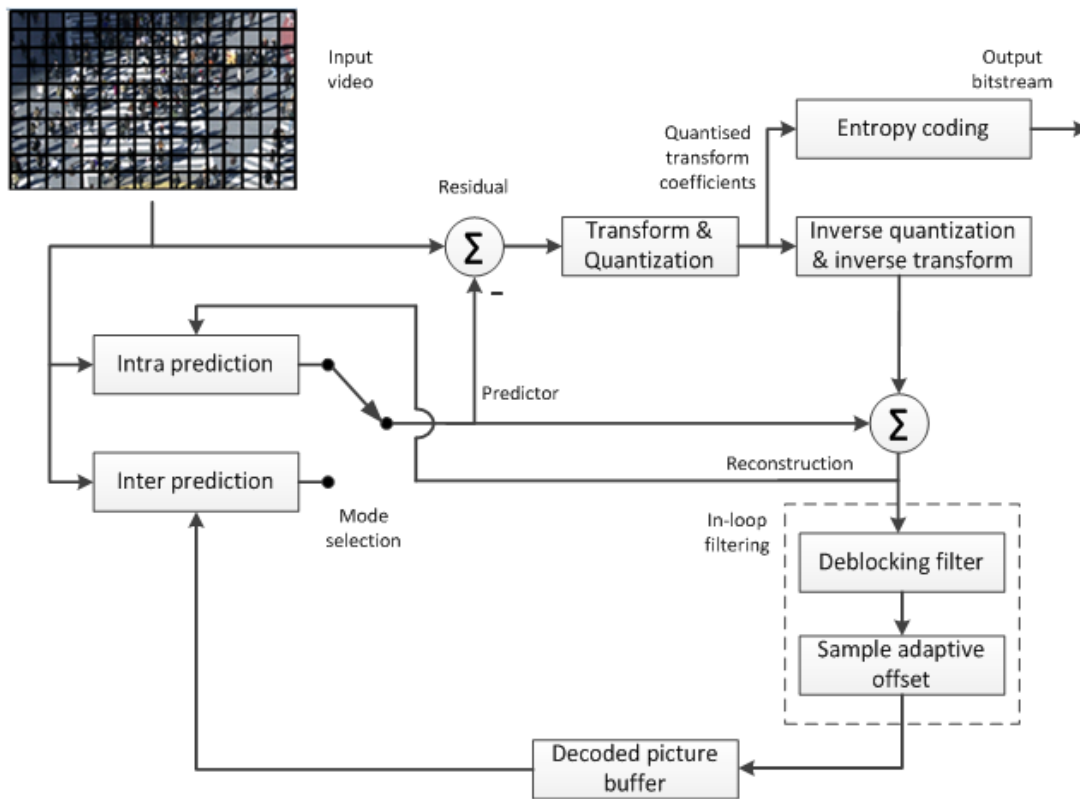 Input
video
Output
bitstream
Entropy coding
Quantised
transform
coefficients
Residual
Σ
Transform &
Quantization
Inverse quantization
& inverse transform
–
Intra prediction
Predictor
Σ
Inter prediction
Reconstruction
Mode
selection
In-loop
filtering
Deblocking filter
Sample adaptive
offset
Decoded picture
buffer